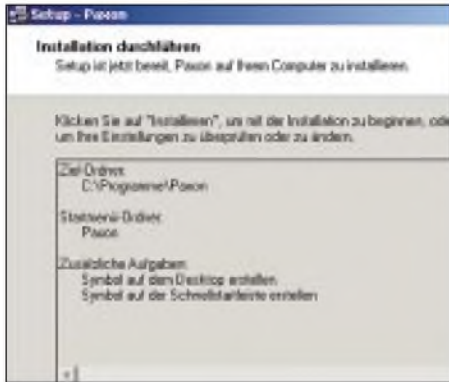 Setup - Paxon
Installation durchführen
Setup ist jetzt bereit, Paxon auf Ihrem Computer zu installieren.
Klicken Sie auf "Installieren", um mit der Installation zu beginnen, ode
um Ihre Einstellungen zu überprüfen oder zu ändern.
Ziel-Ordner:
C:\Programme\Paxon
Startmenü-Ordner:
Paxon
Zusätzliche Aufgaben:
Symbol auf dem Desktop erstellen
Symbol auf der Schnellstartleiste erstellen